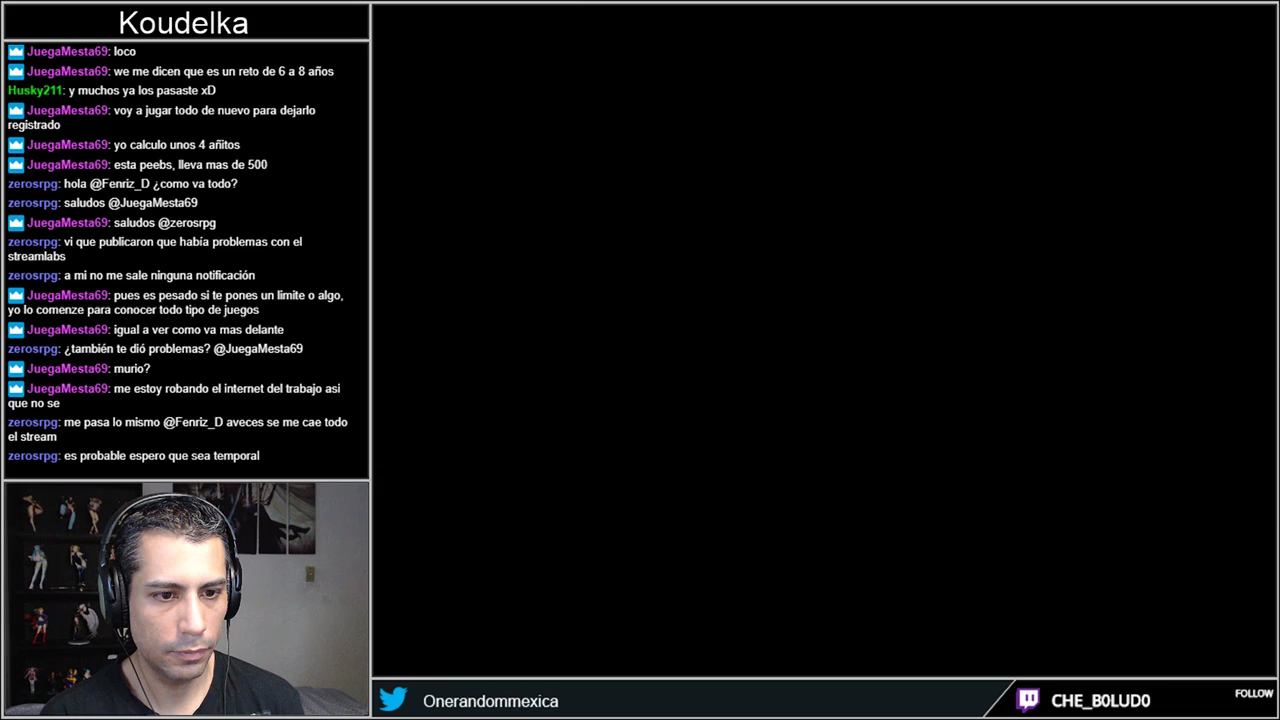 Koudelka
JuegaMesta69: loco
JuegaMesta69: we me dicen que es un reto de 6 a 8 años
Husky211: y muchos ya los pasaste xD
JuegaMesta69: voy a jugar todo de nuevo para dejarlo
registrado
JuegaMesta69: yo calculo unos 4 añitos
JuegaMesta69: esta peebs, lleva mas de 500
zerosrpg: hola @Fenriz_D ¿como va todo?
zerosrpg: saludos @JuegaMesta69
JuegaMesta69: saludos @zerosrpg
zerosrpg: vi que publicaron que había problemas con el
streamlabs
zerosrpg: a mi no me sale ninguna notificación
JuegaMesta69: pues es pesado si te pones un limite o algo,
yo lo comenze para conocer todo tipo de juegos
JuegaMesta69: igual a ver como va mas delante
zerosrpg: ¿también te dió problemas? @JuegaMesta69
JuegaMesta69: murio?
JuegaMesta69: me estoy robando el internet del trabajo asi
que no se
zerosrpg: me pasa lo mismo @Fenriz_D aveces se me cae todo
el stream
zerosrpg: es probable espero que sea temporal
Onerandommexica
CHE_B0LUD0
FOLLOW